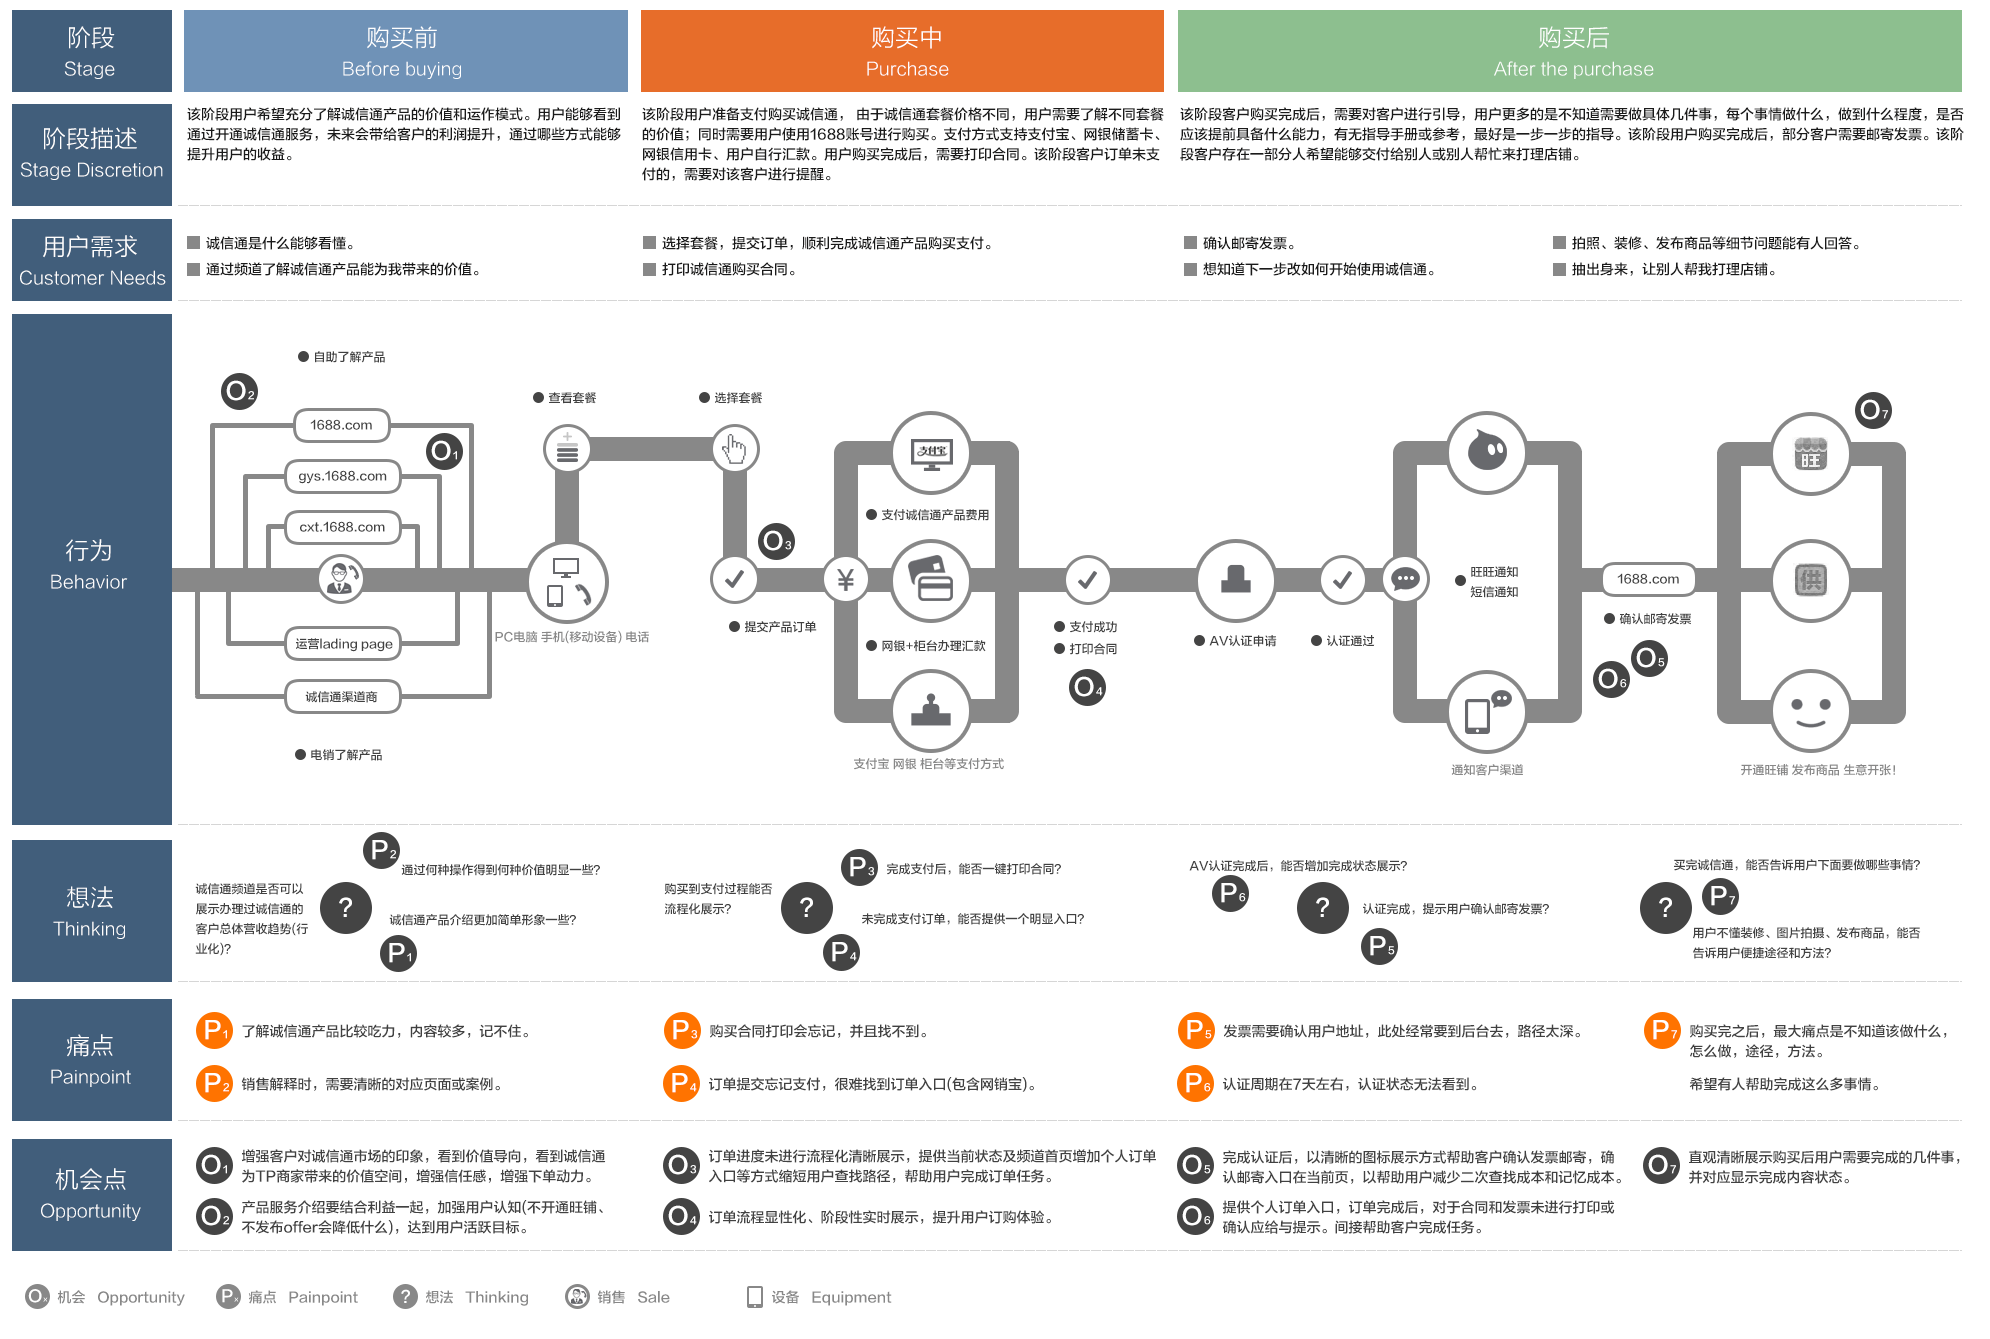 阶段
Stage
购买前
Before buying
购买中
Purchase
购买后
After the purchase
阶段描述
Stage Discretion
该阶段用户希望充分了解诚信通产品的价值和运作模式。用户能够看到
通过开通诚信通服务，未来会带给客户的利润提升，通过哪些方式能够
提升用户的收益。
该阶段用户准备支付购买诚信通， 由于诚信通套餐价格不同，用户需要了解不同套餐
的价值；同时需要用户使用1688账号进行购买。支付方式支持支付宝、网银储蓄卡、
网银信用卡、用户自行汇款。用户购买完成后，需要打印合同。该阶段客户订单未支
付的，需要对该客户进行提醒。
该阶段客户购买完成后，需要对客户进行引导，用户更多的是不知道需要做具体几件事，每个事情做什么，做到什么程度，是否
应该提前具备什么能力，有无指导手册或参考，最好是一步一步的指导。该阶段用户购买完成后，部分客户需要邮寄发票。该阶
段客户存在一部分人希望能够交付给别人或别人帮忙来打理店铺。
用户需求
Customer Needs
诚信通是什么能够看懂。
通过频道了解诚信通产品能为我带来的价值。
选择套餐，提交订单，顺利完成诚信通产品购买支付。
打印诚信通购买合同。
确认邮寄发票。
想知道下一步改如何开始使用诚信通。
拍照、装修、发布商品等细节问题能有人回答。
抽出身来，让别人帮我打理店铺。
行为
Behavior
自助了解产品
O2
1688.com
O1
gys.1688.com
cxt.1688.com
运营lading page
诚信通渠道商
电销了解产品
PC电脑 手机(移动设备) 电话
查看套餐
选择套餐
O3
提交产品订单
¥
支付宝
支付诚信通产品费用
网银+柜台办理汇款
支付宝 网银 柜台等支付方式
支付成功
打印合同
O4
AV认证申请
认证通过
旺旺通知
短信通知
通知客户渠道
1688.com
确认邮寄发票
O5
O6
O7
旺
供
开通旺铺 发布商品 生意开张!
想法
Thinking
诚信通频道是否可以
展示办理过诚信通的
客户总体营收趋势(行
业化)?
?
P2
通过何种操作得到何种价值明显一些?
诚信通产品介绍更加简单形象一些?
P1
购买到支付过程能否
流程化展示?
?
P3
完成支付后，能否一键打印合同?
未完成支付订单，能否提供一个明显入口?
P4
AV认证完成后，能否增加完成状态展示?
P6
?
认证完成，提示用户确认邮寄发票?
P5
买完诚信通，能否告诉用户下面要做哪些事情?
?
P7
用户不懂装修、图片拍摄、发布商品，能否
告诉用户便捷途径和方法?
痛点
Painpoint
P1 了解诚信通产品比较吃力，内容较多，记不住。
P2 销售解释时，需要清晰的对应页面或案例。
P3 购买合同打印会忘记，并且找不到。
P4 订单提交忘记支付，很难找到订单入口(包含网销宝)。
P5 发票需要确认用户地址，此处经常要到后台去，路径太深。
P6 认证周期在7天左右，认证状态无法看到。
P7 购买完之后，最大痛点是不知道该做什么，
怎么做，途径，方法。
希望有人帮助完成这么多事情。
机会点
Opportunity
O1 增强客户对诚信通市场的印象，看到价值导向，看到诚信通
为TP商家带来的价值空间，增强信任感，增强下单动力。
O2 产品服务介绍要结合利益一起，加强用户认知(不开通旺铺、
不发布offer会降低什么)，达到用户活跃目标。
O3 订单进度未进行流程化清晰展示，提供当前状态及频道首页增加个人订单
入口等方式缩短用户查找路径，帮助用户完成订单任务。
O4 订单流程显性化、阶段性实时展示，提升用户订购体验。
O5 完成认证后，以清晰的图标展示方式帮助客户确认发票邮寄，确
认邮寄入口在当前页，以帮助用户减少二次查找成本和记忆成本。
O6 提供个人订单入口，订单完成后，对于合同和发票未进行打印或
确认应给与提示。间接帮助客户完成任务。
O7 直观清晰展示购买后用户需要完成的几件事，
并对应显示完成内容状态。
Ox 机会 Opportunity
Px 痛点 Painpoint
? 想法 Thinking
销售 Sale
设备 Equipment